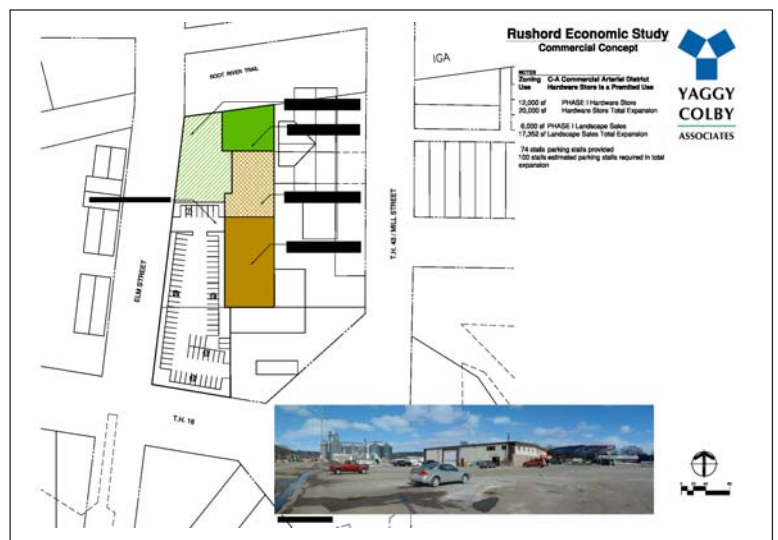 Rushord Economic Study
Commercial Concept
NOTES
Zoning C-A Commercial Arterial District
Use Hardware Store is a Premited Use
12,000 sf PHASE I Hardware Store
20,000 sf Hardware Store Total Expansion
6,000 sf PHASE I Landscape Sales
17,352 sf Landscape Sales Total Expansion
74 stalls parking stalls provided
100 stalls estimated parking stalls required in total
expansion
YAGGY
COLBY
ASSOCIATES
IGA
ROOT RIVER TRAIL
ELM STREET
T.H. 43 / MILL STREET
T.H. 16